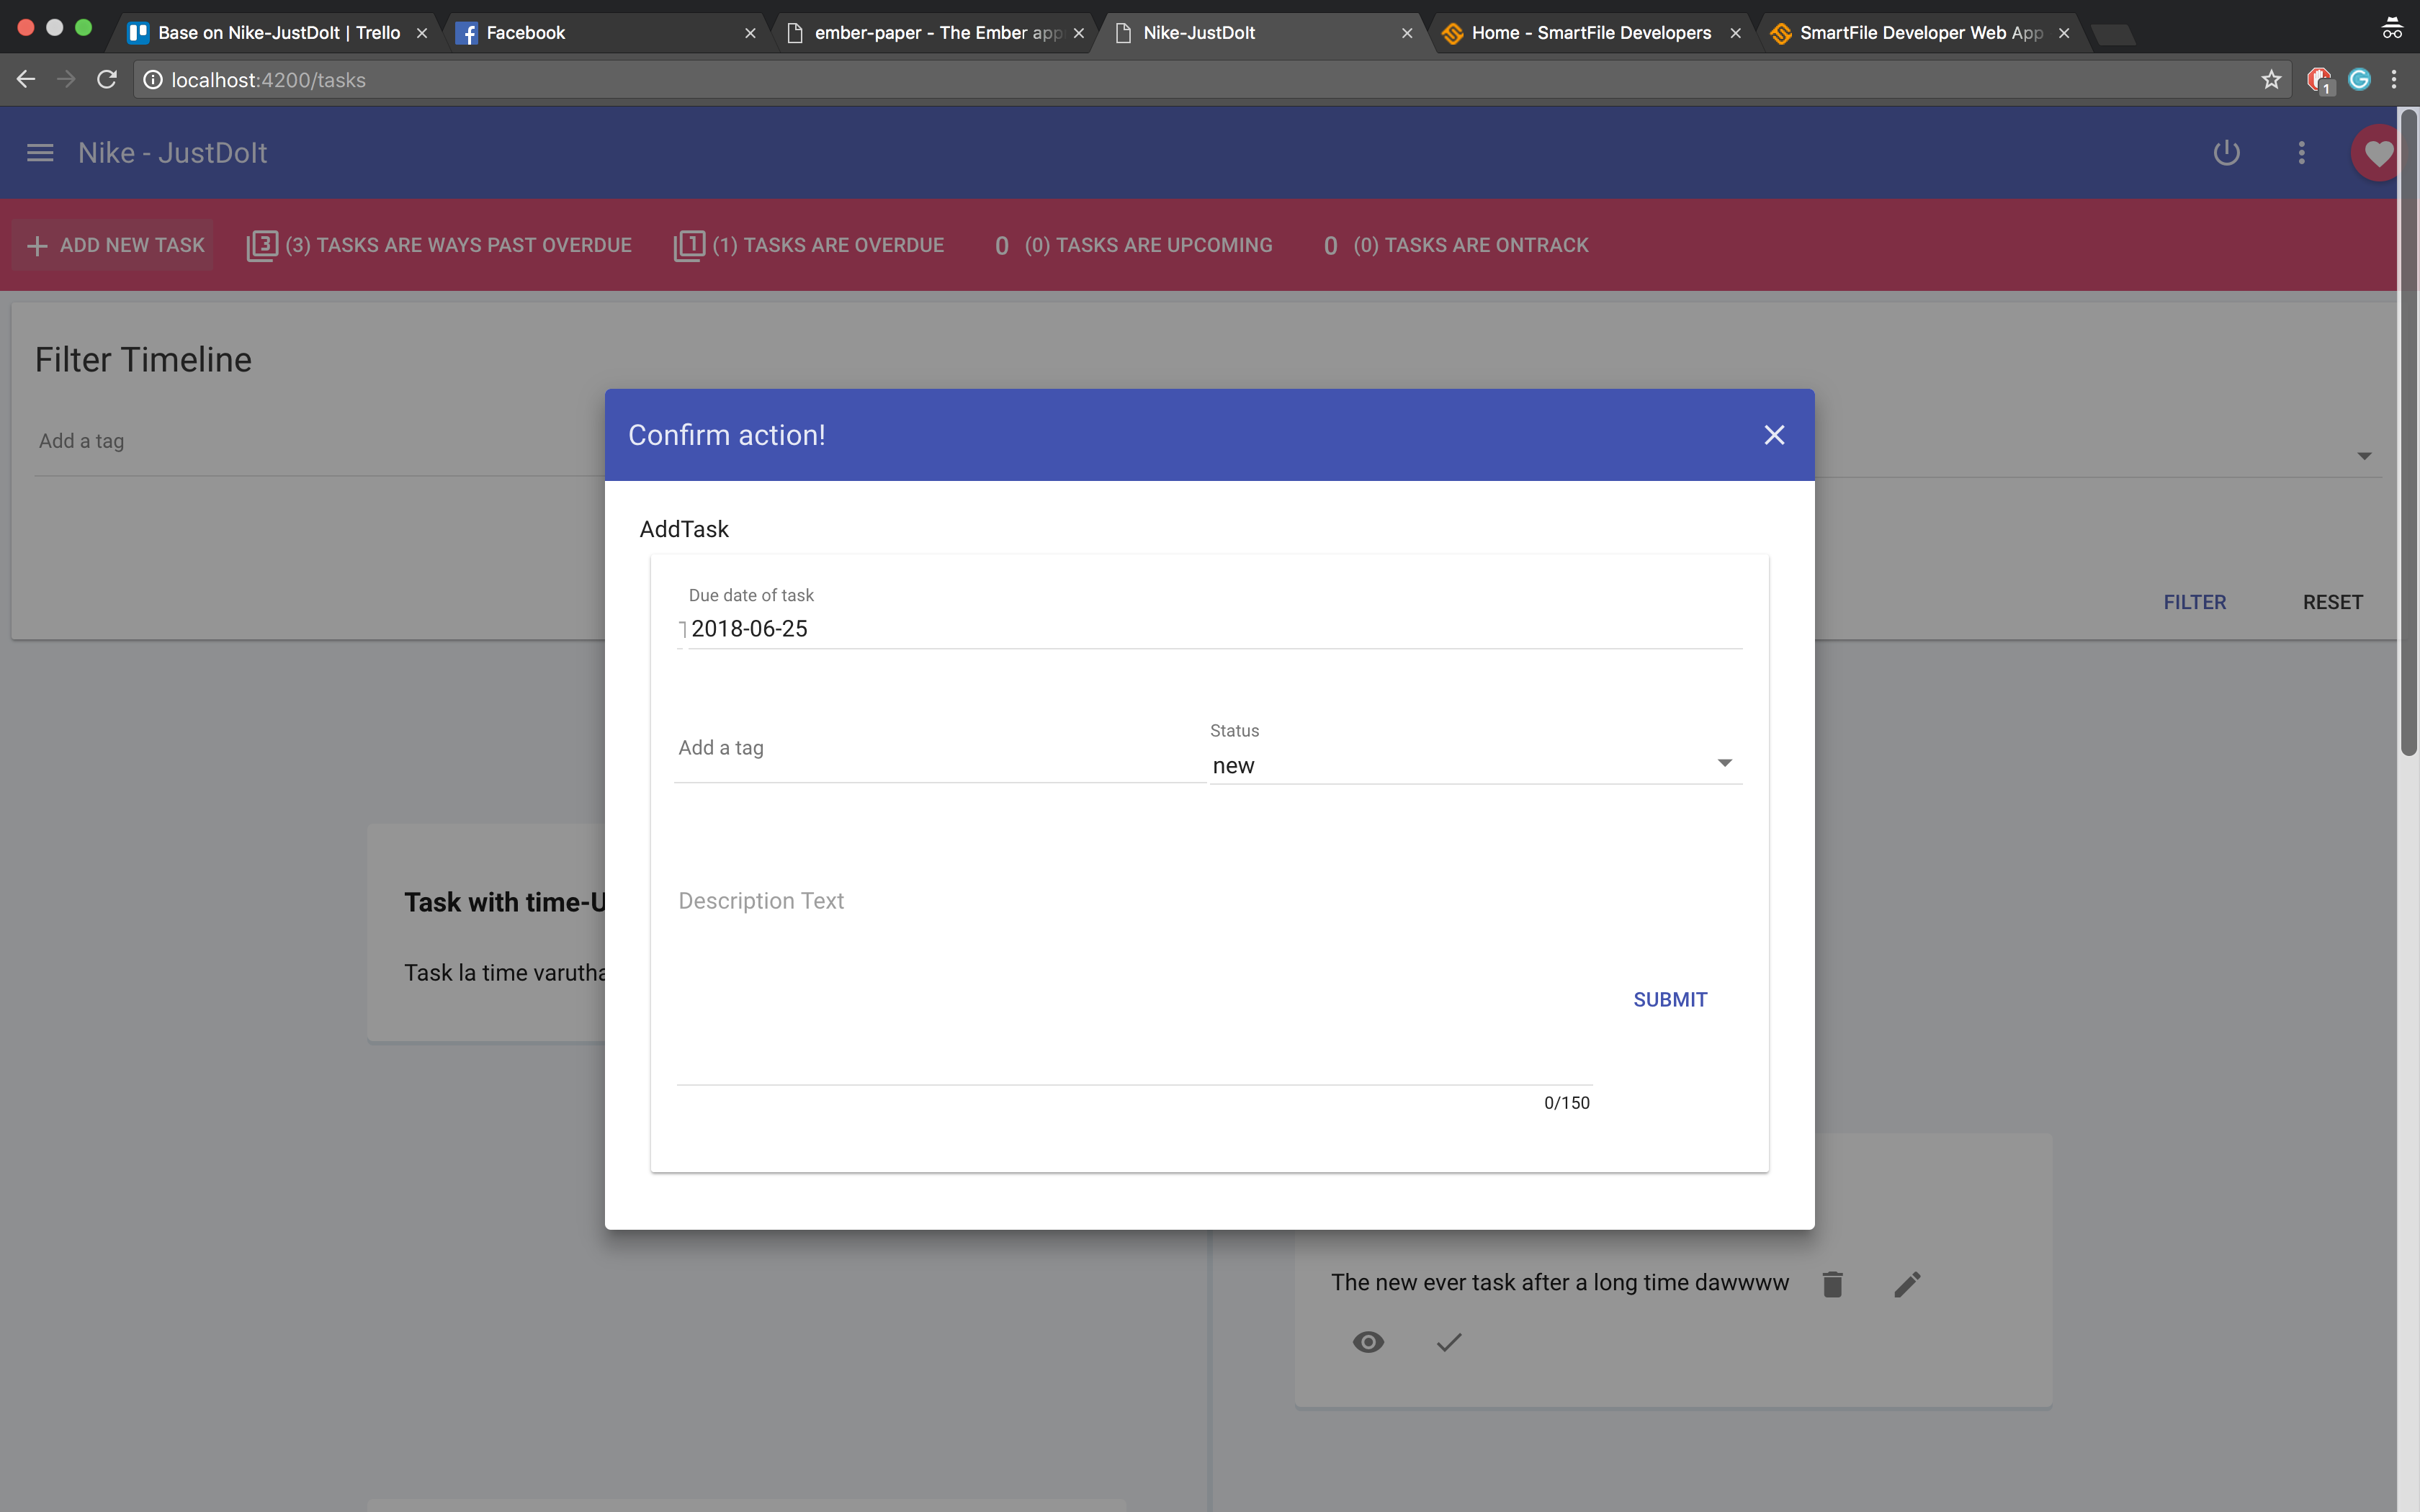 Base on Nike-JustDoIt | Trello
Facebook
ember-paper - The Ember app
Nike-JustDoIt
Home - SmartFile Developers
SmartFile Developer Web App
localhost:4200/tasks
1
Nike - JustDoIt
ADD NEW TASK
3 (3) TASKS ARE WAYS PAST OVERDUE
1 (1) TASKS ARE OVERDUE
0 (0) TASKS ARE UPCOMING
0 (0) TASKS ARE ONTRACK
Filter Timeline
Add a tag
FILTER
RESET
Confirm action!
AddTask
Due date of task
2018-06-25
Add a tag
Status
new
Description Text
SUBMIT
0/150
Task with time-U
Task la time varutha
The new ever task after a long time dawwww